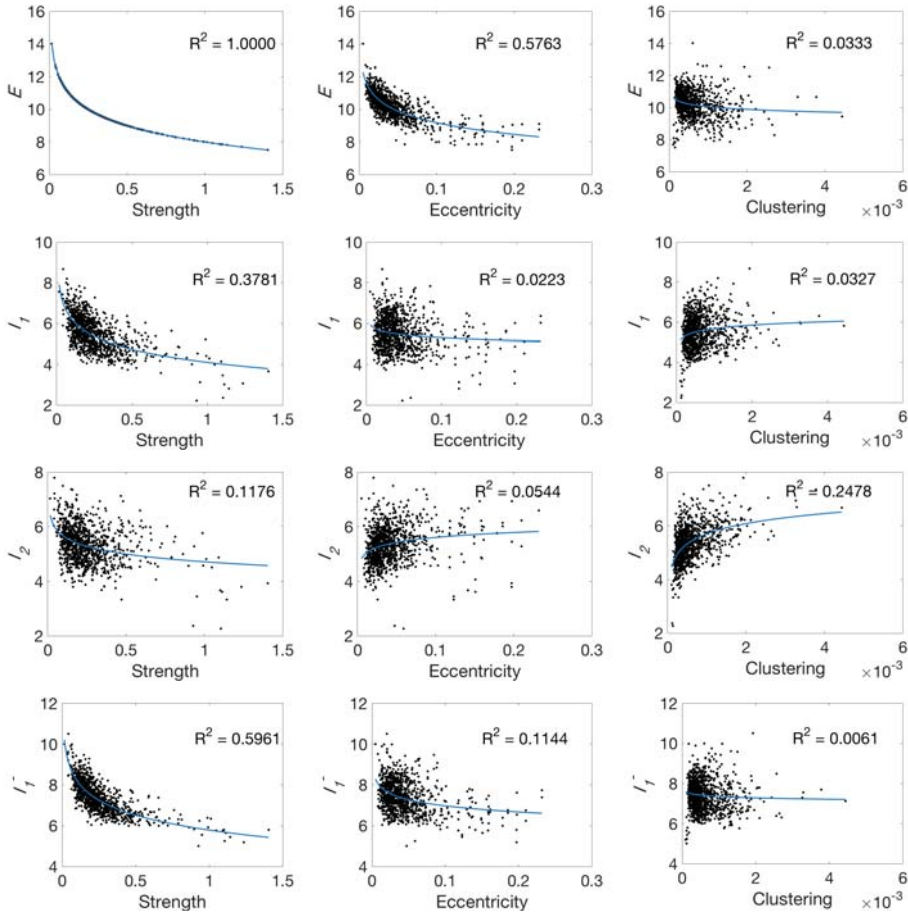 16
14
12
10
8
6
E
R² = 1.0000
0 0.5 1 1.5
Strength
16
14
12
10
8
6
E
R² = 0.5763
0 0.1 0.2 0.3
Eccentricity
16
14
12
10
8
6
E
R² = 0.0333
0 2 4 6
Clustering ×10⁻³
10
8
6
4
2
I₁
R² = 0.3781
0 0.5 1 1.5
Strength
10
8
6
4
2
I₁
R² = 0.0223
0 0.1 0.2 0.3
Eccentricity
10
8
6
4
2
I₁
R² = 0.0327
0 2 4 6
Clustering ×10⁻³
8
6
4
2
I₂
R² = 0.1176
0 0.5 1 1.5
Strength
8
6
4
2
I₂
R² = 0.0544
0 0.1 0.2 0.3
Eccentricity
8
6
4
2
I₂
R² = 0.2478
0 2 4 6
Clustering ×10⁻³
12
10
8
6
4
I₁⁻
R² = 0.5961
0 0.5 1 1.5
Strength
12
10
8
6
4
I₁⁻
R² = 0.1144
0 0.1 0.2 0.3
Eccentricity
12
10
8
6
4
I₁⁻
R² = 0.0061
0 2 4 6
Clustering ×10⁻³